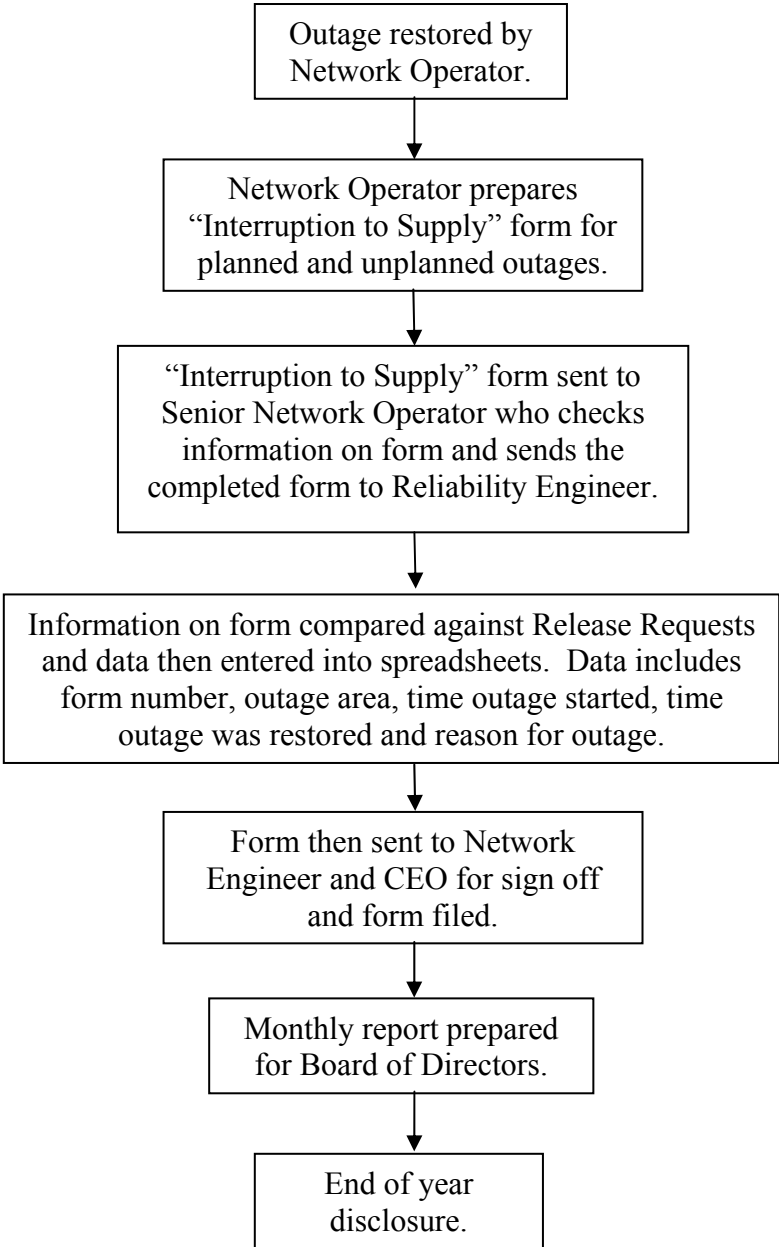 Outage restored by
Network Operator.
Network Operator prepares
“Interruption to Supply” form for
planned and unplanned outages.
“Interruption to Supply” form sent to
Senior Network Operator who checks
information on form and sends the
completed form to Reliability Engineer.
Information on form compared against Release Requests
and data then entered into spreadsheets.  Data includes
form number, outage area, time outage started, time
outage was restored and reason for outage.
Form then sent to Network
Engineer and CEO for sign off
and form filed.
Monthly report prepared
for Board of Directors.
End of year
disclosure.